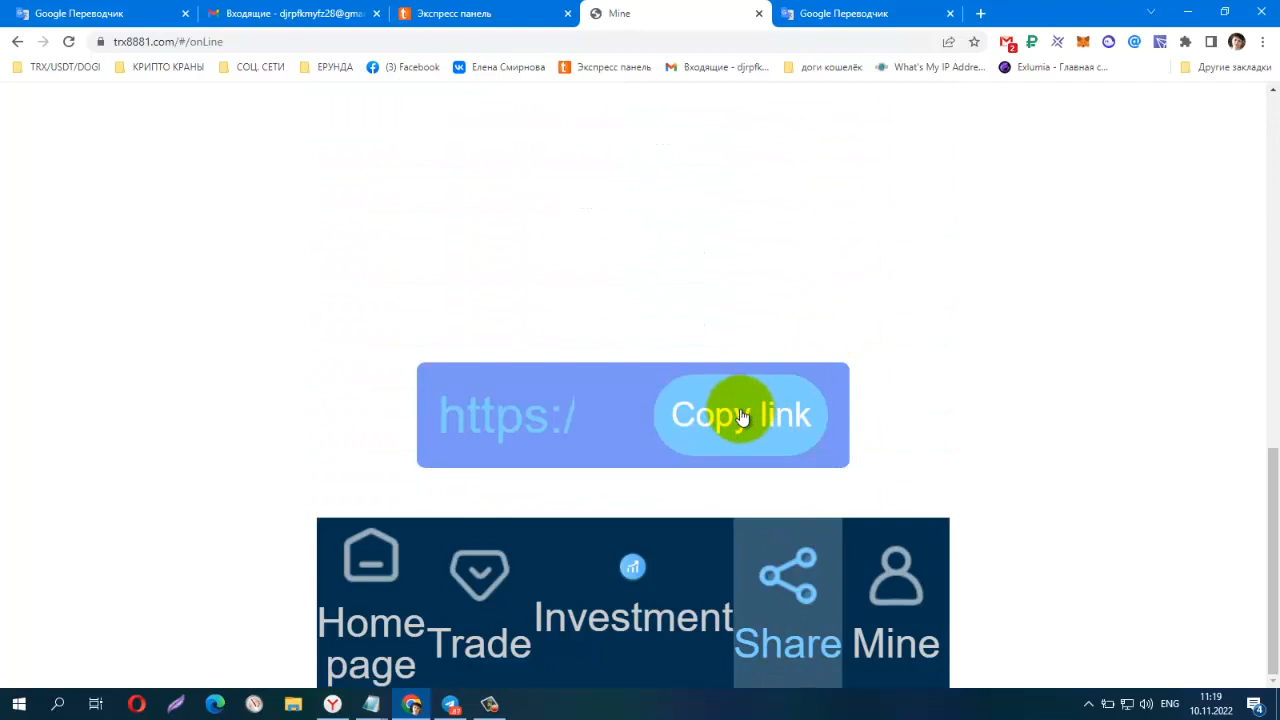 Google Переводчик
Входящие - djrpfkmyfz28@gma
Экспресс панель
Mine
Google Переводчик
trx8881.com/#/onLine
2
TRX/USDT/DOGI
КРИПТО КРАНЫ
СОЦ. СЕТИ
ЕРУНДА
(3) Facebook
Елена Смирнова
Экспресс панель
Входящие - djrpfk...
доги кошелёк
What's My IP Addre...
Exlumia - Главная с...
Другие закладки
https:/
Copy link
Home page
Trade
Investment
Share
Mine
ENG
11:19
10.11.2022
4